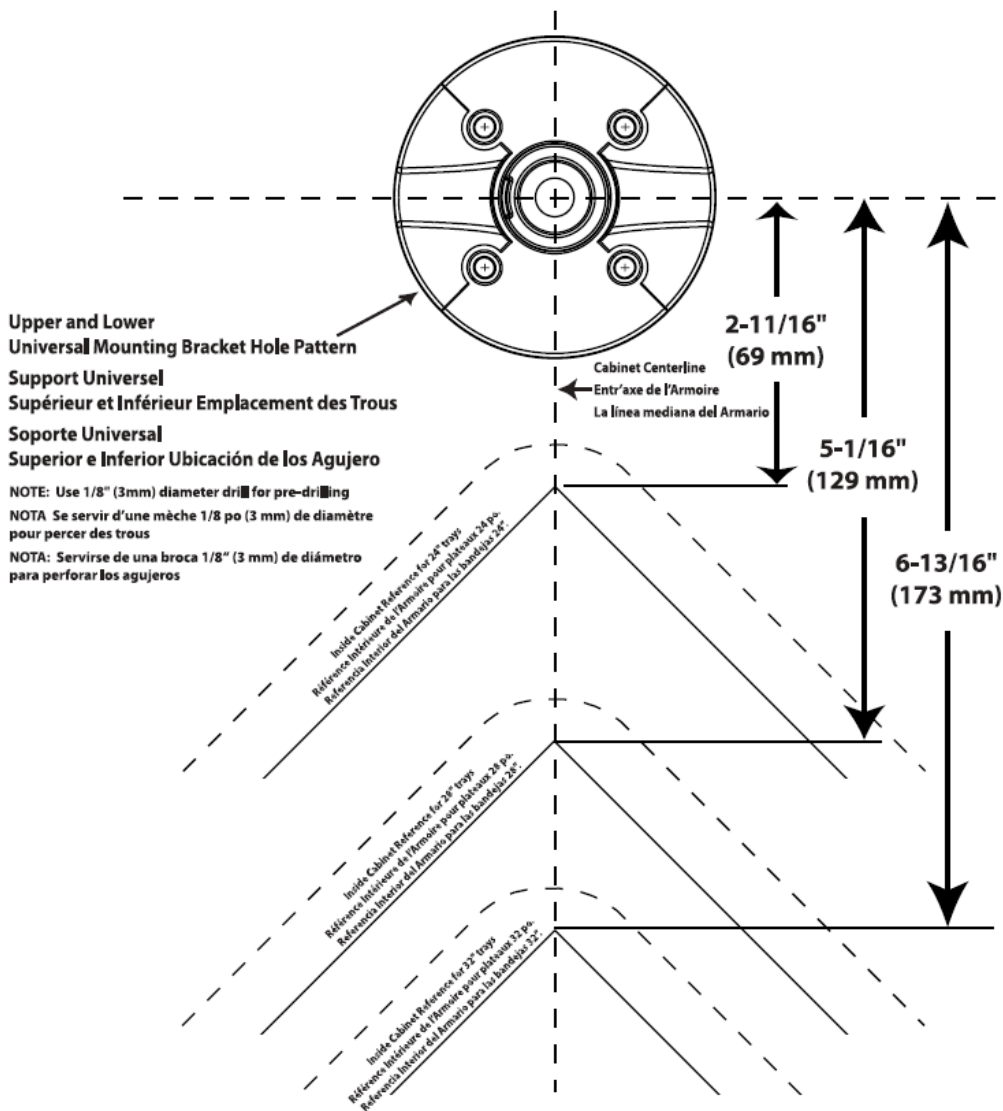 Upper and Lower
Universal Mounting Bracket Hole Pattern
Support Universel
Supérieur et Inférieur Emplacement des Trous
Soporte Universal
Superior e Inferior Ubicación de los Agujero
NOTE: Use 1/8" (3mm) diameter drill for pre-drilling
NOTA Se servir d'une mèche 1/8 po (3 mm) de diamètre
pour percer des trous
NOTA: Servirse de una broca 1/8" (3 mm) de diámetro
para perforar los agujeros
Cabinet Centerline
Entr'axe de l'Armoire
La línea mediana del Armario
2-11/16"
(69 mm)
5-1/16"
(129 mm)
6-13/16"
(173 mm)
Inside Cabinet Reference for 24" trays
Référence Intérieure de l'Armoire pour plateaux 24 po.
Referencia Interior del Armario para las bandejas 24".
Inside Cabinet Reference for 28" trays
Référence Intérieure de l'Armoire pour plateaux 28 po.
Referencia Interior del Armario para las bandejas 28".
Inside Cabinet Reference for 32" trays
Référence Intérieure de l'Armoire pour plateaux 32 po.
Referencia Interior del Armario para las bandejas 32".